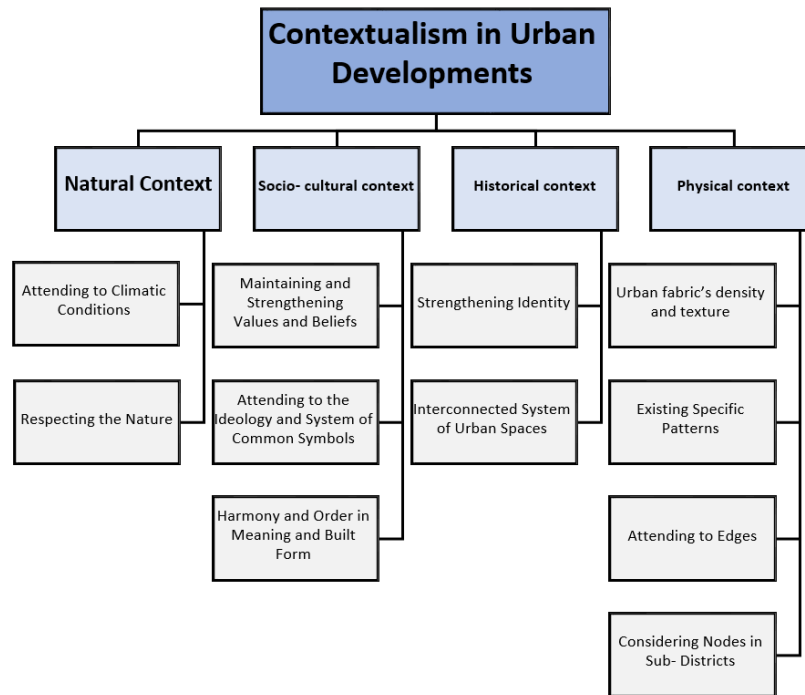 Contextualism in Urban
Developments
Natural Context
Socio- cultural context
Historical context
Physical context
Attending to Climatic
Conditions
Maintaining and
Strengthening
Values and Beliefs
Strengthening Identity
Urban fabric’s density
and texture
Respecting the Nature
Attending to the
Ideology and System of
Common Symbols
Interconnected System
of Urban Spaces
Existing Specific
Patterns
Harmony and Order in
Meaning and Built
Form
Attending to Edges
Considering Nodes in
Sub- Districts